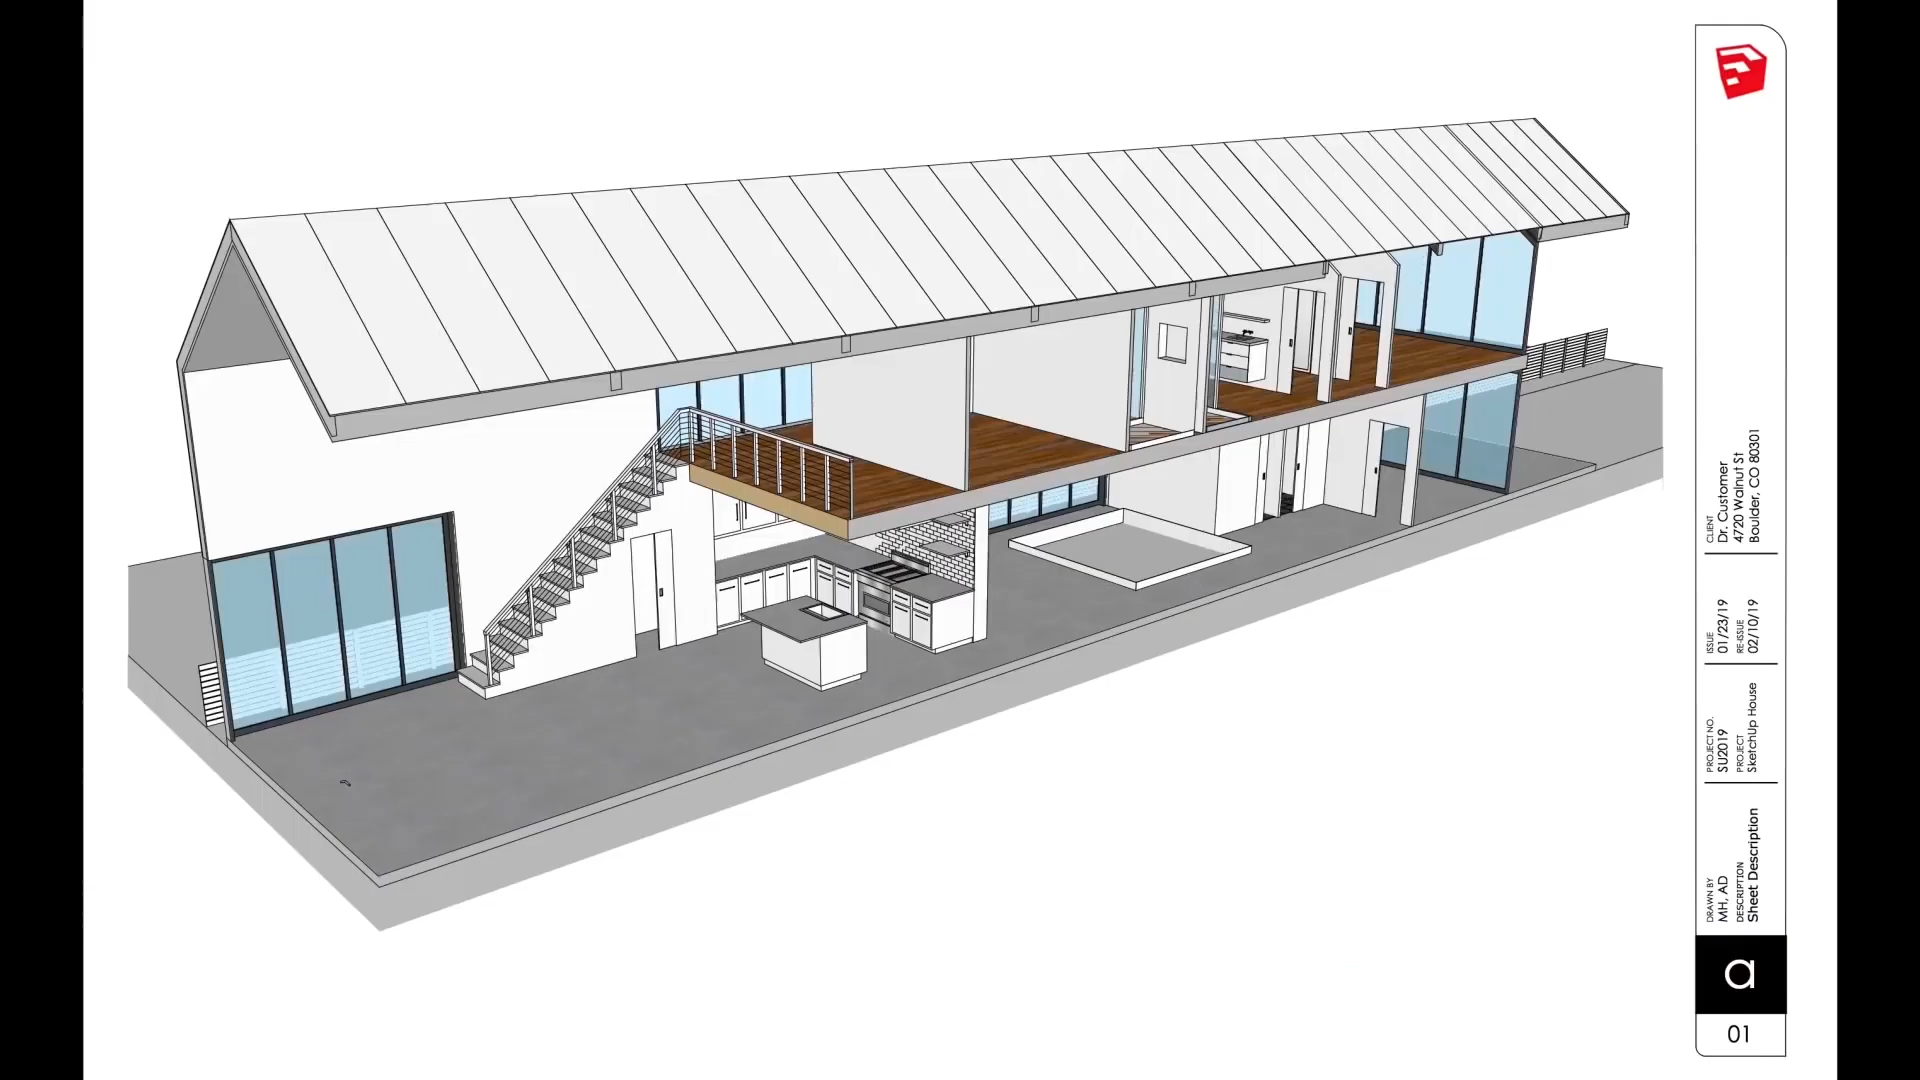 CLIENT
Dr. Customer
4720 Walnut St
Boulder, CO 80301
ISSUE
01/23/19
RE-ISSUE
02/10/19
PROJECT NO.
SU2019
PROJECT
SketchUp House
DRAWN BY
MH, AD
DESCRIPTION
Sheet Description
a
01